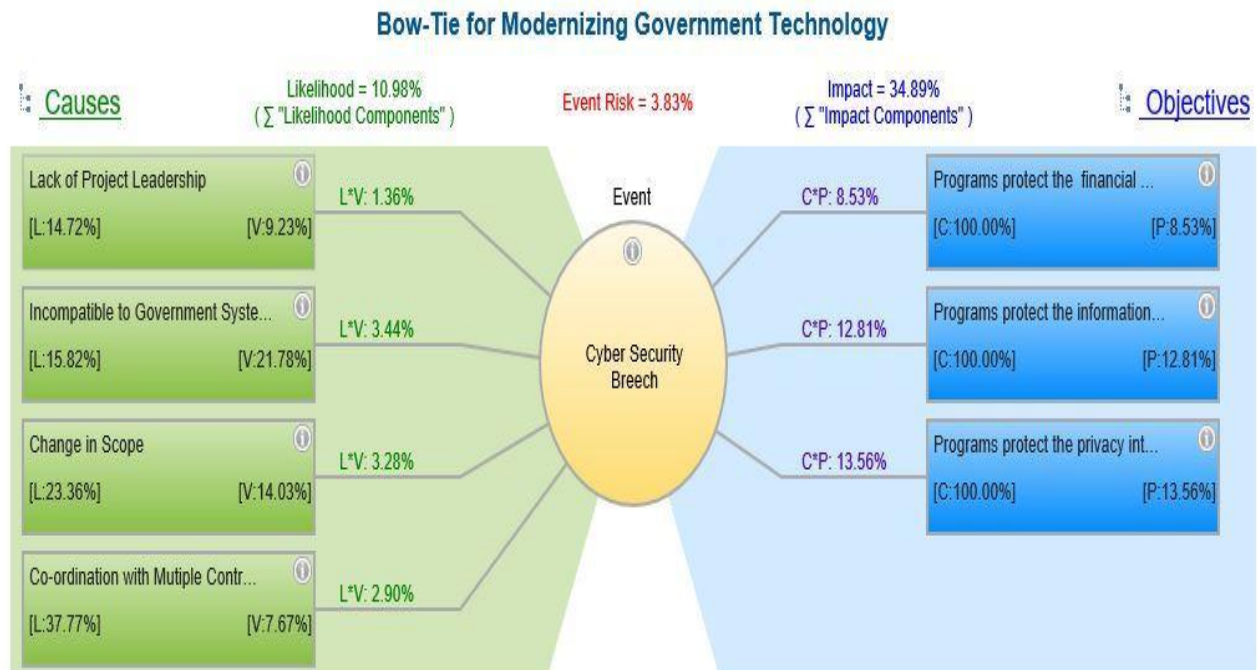 Bow-Tie for Modernizing Government Technology
Causes
Likelihood = 10.98%
( ∑ "Likelihood Components" )
Event Risk = 3.83%
Impact = 34.89%
( ∑ "Impact Components" )
Objectives
Lack of Project Leadership
[L:14.72%] [V:9.23%]
L*V: 1.36%
Incompatible to Government Syste...
[L:15.82%] [V:21.78%]
L*V: 3.44%
Change in Scope
[L:23.36%] [V:14.03%]
L*V: 3.28%
Co-ordination with Mutiple Contr...
[L:37.77%] [V:7.67%]
L*V: 2.90%
Event
Cyber Security
Breech
C*P: 8.53%
Programs protect the financial ...
[C:100.00%] [P:8.53%]
C*P: 12.81%
Programs protect the information...
[C:100.00%] [P:12.81%]
C*P: 13.56%
Programs protect the privacy int...
[C:100.00%] [P:13.56%]